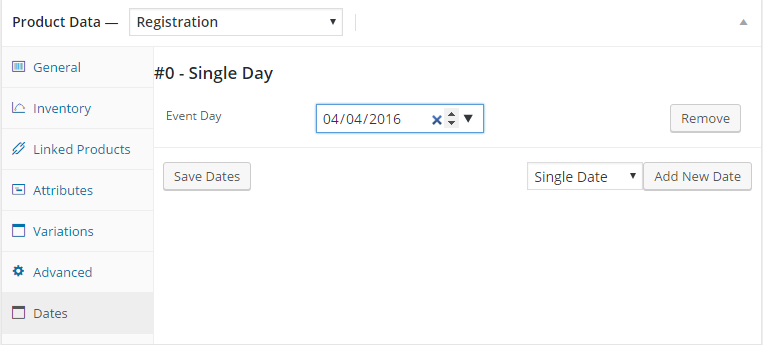 Product Data — Registration
General
Inventory
Linked Products
Attributes
Variations
Advanced
Dates
#0 - Single Day
Event Day 04/04/2016 Remove
Save Dates Single Date Add New Date